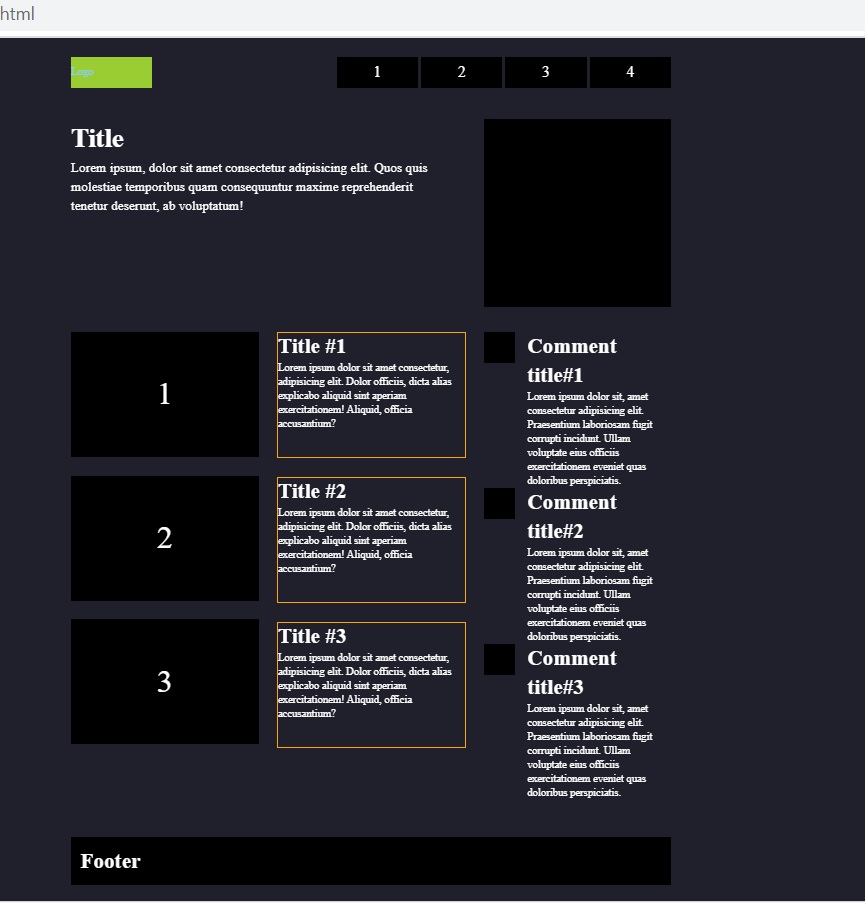 html
Logo
1 2 3 4
Title
Lorem ipsum, dolor sit amet consectetur adipisicing elit. Quos quis
molestiae temporibus quam consequuntur maxime reprehenderit
tenetur deserunt, ab voluptatum!
1
Title #1
Lorem ipsum dolor sit amet consectetur,
adipisicing elit. Dolor officiis, dicta alias
explicabo aliquid sint aperiam
exercitationem! Aliquid, officia
accusantium?
2
Title #2
Lorem ipsum dolor sit amet consectetur,
adipisicing elit. Dolor officiis, dicta alias
explicabo aliquid sint aperiam
exercitationem! Aliquid, officia
accusantium?
3
Title #3
Lorem ipsum dolor sit amet consectetur,
adipisicing elit. Dolor officiis, dicta alias
explicabo aliquid sint aperiam
exercitationem! Aliquid, officia
accusantium?
Comment
title#1
Lorem ipsum dolor sit, amet
consectetur adipisicing elit.
Praesentium laboriosam fugit
corrupti incidunt. Ullam
voluptate eius officiis
exercitationem eveniet quas
doloribus perspiciatis.
Comment
title#2
Lorem ipsum dolor sit, amet
consectetur adipisicing elit.
Praesentium laboriosam fugit
corrupti incidunt. Ullam
voluptate eius officiis
exercitationem eveniet quas
doloribus perspiciatis.
Comment
title#3
Lorem ipsum dolor sit, amet
consectetur adipisicing elit.
Praesentium laboriosam fugit
corrupti incidunt. Ullam
voluptate eius officiis
exercitationem eveniet quas
doloribus perspiciatis.
Footer